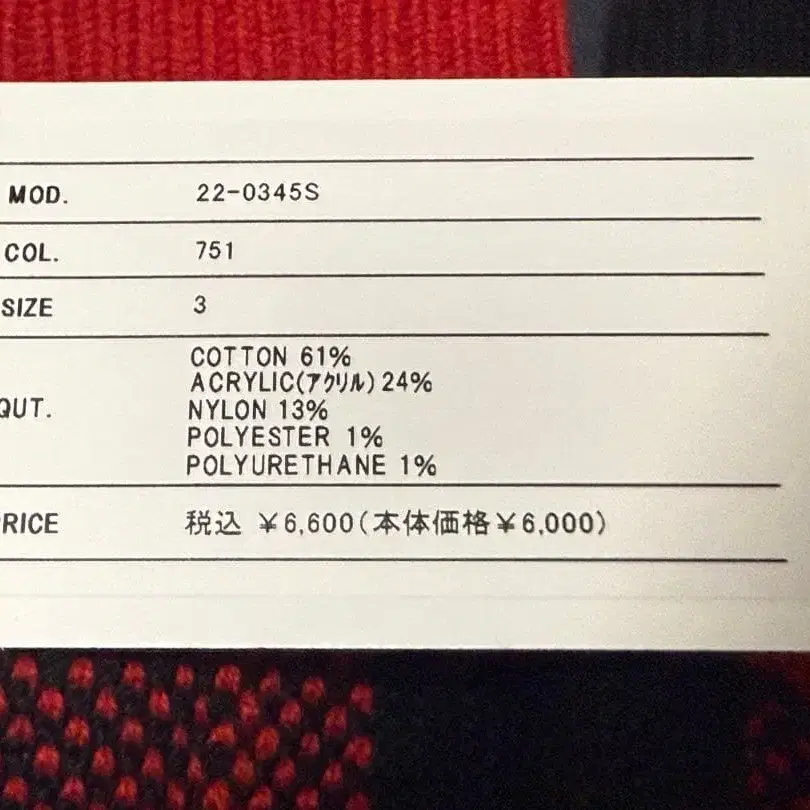 MOD. 22-0345S
COL. 751
SIZE 3
QUT. COTTON 61%
ACRYLIC(アクリル) 24%
NYLON 13%
POLYESTER 1%
POLYURETHANE 1%
RICE 税込 ¥6,600(本体価格¥6,000)